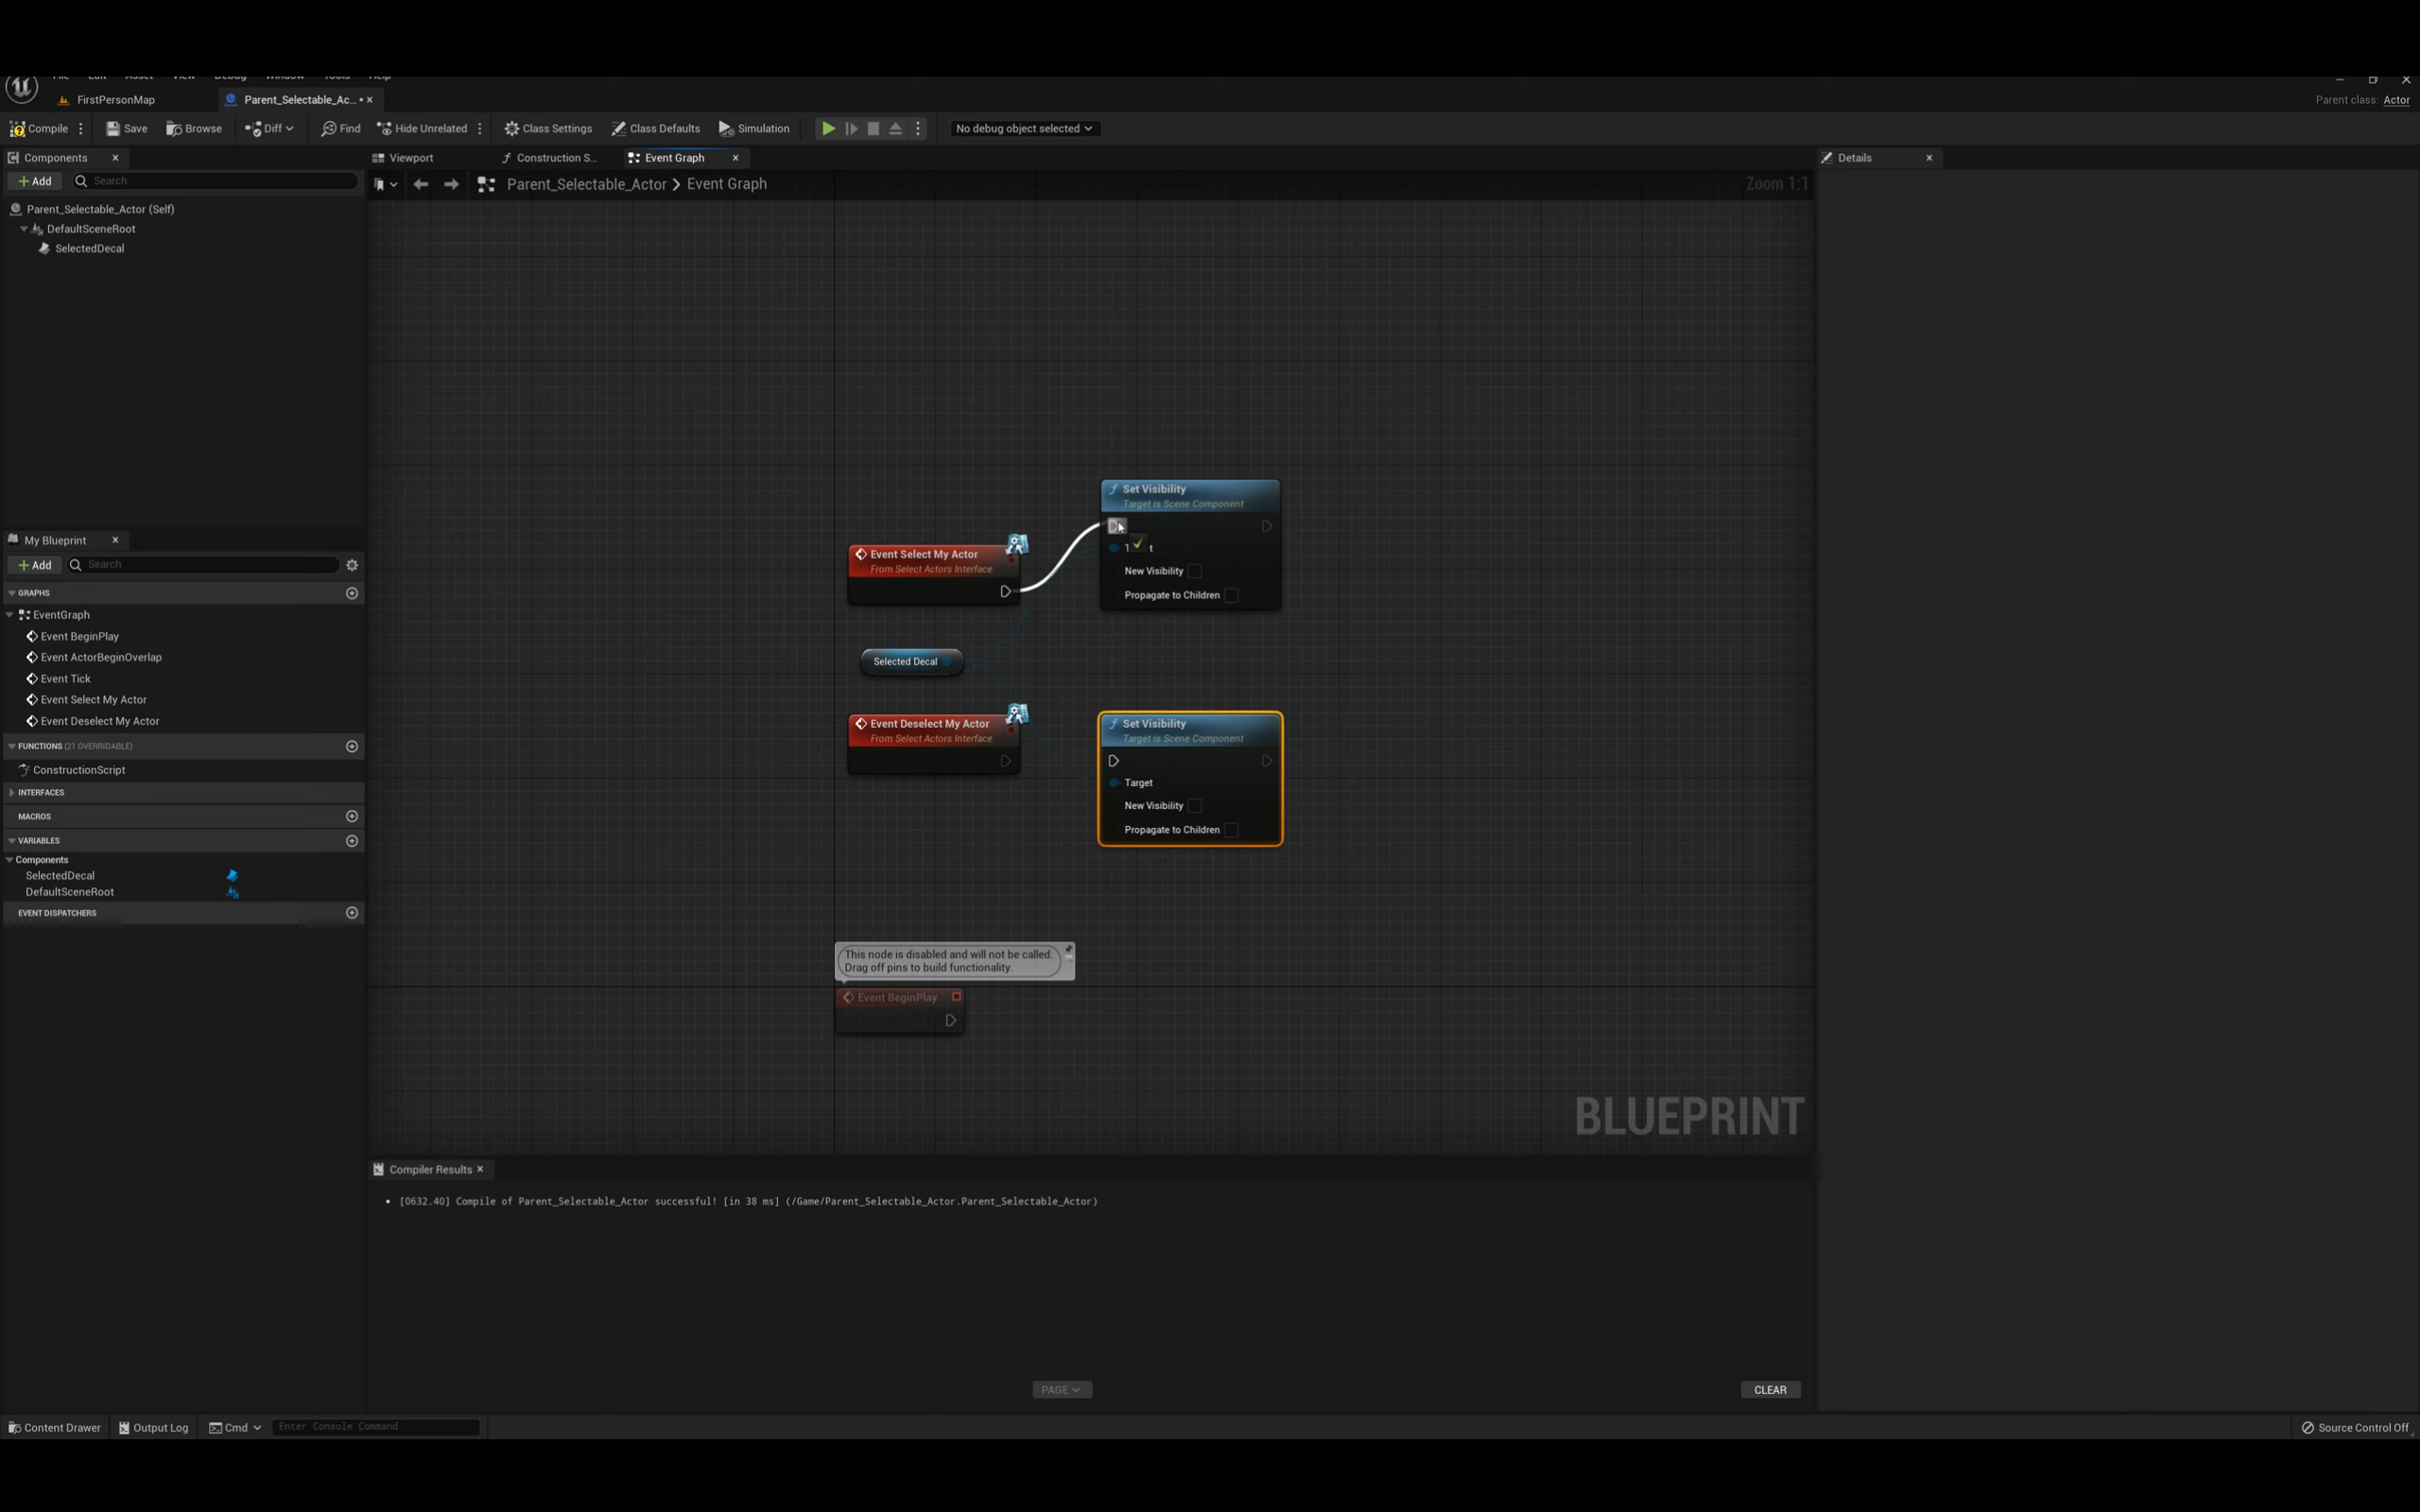 File Edit Asset View Debug Window Tools Help
FirstPersonMap
Parent_Selectable_Ac... •
Parent class: Actor
Compile
Save
Browse
Diff
Find
Hide Unrelated
Class Settings
Class Defaults
Simulation
No debug object selected
Components
Add
Search
Parent_Selectable_Actor (Self)
DefaultSceneRoot
SelectedDecal
Viewport
Construction S...
Event Graph
Details
Parent_Selectable_Actor > Event Graph
Zoom 1:1
Set Visibility
Target is Scene Component
New Visibility
Propagate to Children
Event Select My Actor
From Select Actors Interface
Selected Decal
Event Deselect My Actor
From Select Actors Interface
Set Visibility
Target is Scene Component
Target
New Visibility
Propagate to Children
This node is disabled and will not be called.
Drag off pins to build functionality.
Event BeginPlay
BLUEPRINT
My Blueprint
Add
Search
GRAPHS
EventGraph
Event BeginPlay
Event ActorBeginOverlap
Event Tick
Event Select My Actor
Event Deselect My Actor
FUNCTIONS (21 OVERRIDABLE)
ConstructionScript
INTERFACES
MACROS
VARIABLES
Components
SelectedDecal
DefaultSceneRoot
EVENT DISPATCHERS
Compiler Results
• [0632.40] Compile of Parent_Selectable_Actor successful! [in 38 ms] (/Game/Parent_Selectable_Actor.Parent_Selectable_Actor)
PAGE
CLEAR
Content Drawer
Output Log
Cmd
Enter Console Command
Source Control Off